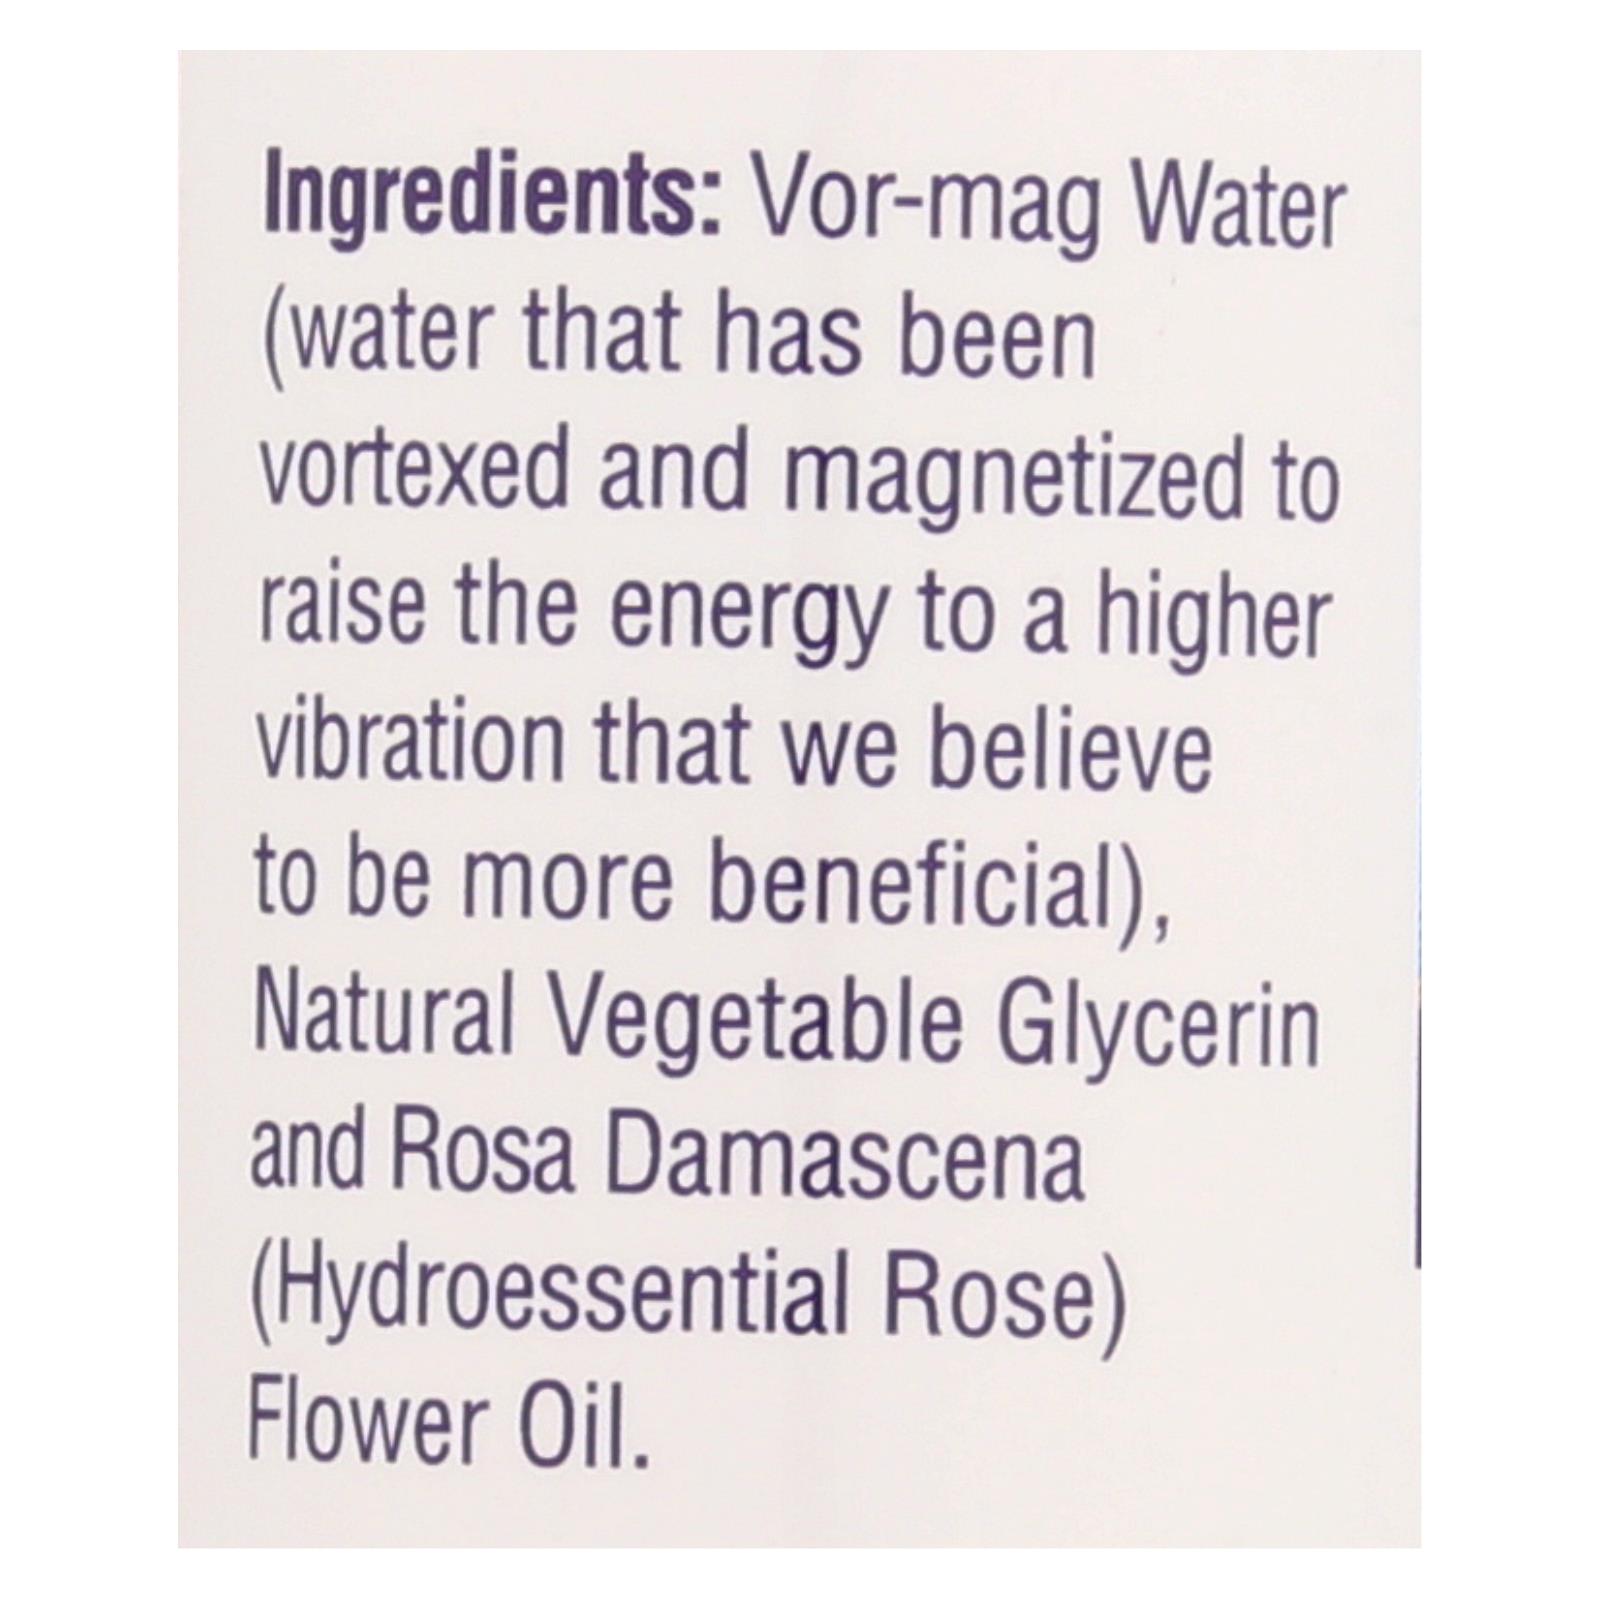 Ingredients: Vor-mag Water
(water that has been
vortexed and magnetized to
raise the energy to a higher
vibration that we believe
to be more beneficial),
Natural Vegetable Glycerin
and Rosa Damascena
(Hydroessential Rose)
Flower Oil.